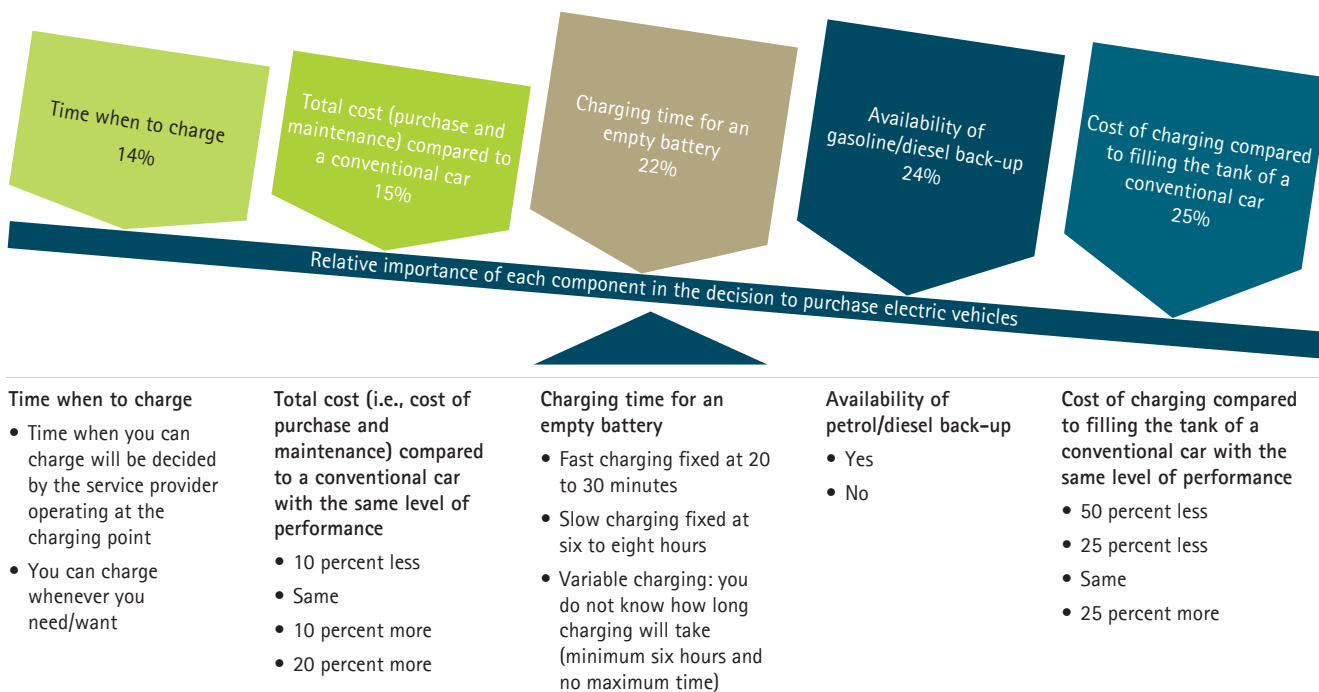 Time when to charge
14%
Total cost (purchase and
maintenance) compared to
a conventional car
15%
Charging time for an
empty battery
22%
Availability of
gasoline/diesel back-up
24%
Cost of charging compared
to filling the tank of a
conventional car
25%
Relative importance of each component in the decision to purchase electric vehicles
Time when to charge
• Time when you can
charge will be decided
by the service provider
operating at the
charging point
• You can charge
whenever you
need/want
Total cost (i.e., cost of
purchase and
maintenance) compared
to a conventional car
with the same level of
performance
• 10 percent less
• Same
• 10 percent more
• 20 percent more
Charging time for an
empty battery
• Fast charging fixed at 20
to 30 minutes
• Slow charging fixed at
six to eight hours
• Variable charging: you
do not know how long
charging will take
(minimum six hours and
no maximum time)
Availability of
petrol/diesel back-up
• Yes
• No
Cost of charging compared
to filling the tank of a
conventional car with the
same level of performance
• 50 percent less
• 25 percent less
• Same
• 25 percent more